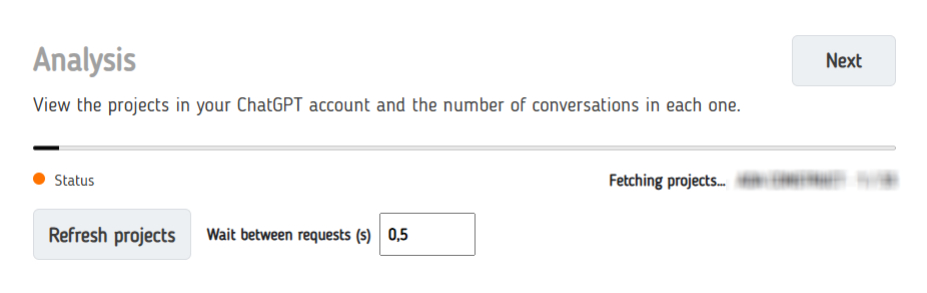 Analysis
Next
View the projects in your ChatGPT account and the number of conversations in each one.
Status
Fetching projects...
Refresh projects
Wait between requests (s)
0,5